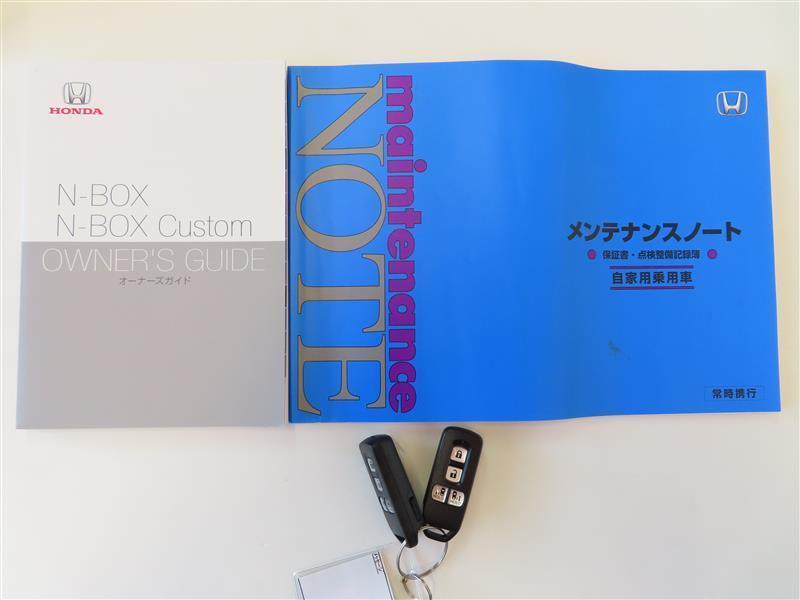 HONDA
N-BOX
N-BOX Custom
OWNER'S GUIDE
オーナーズガイド
maintenance
NOTE
メンテナンスノート
保証書・点検整備記録簿
自家用乗用車
常時携行